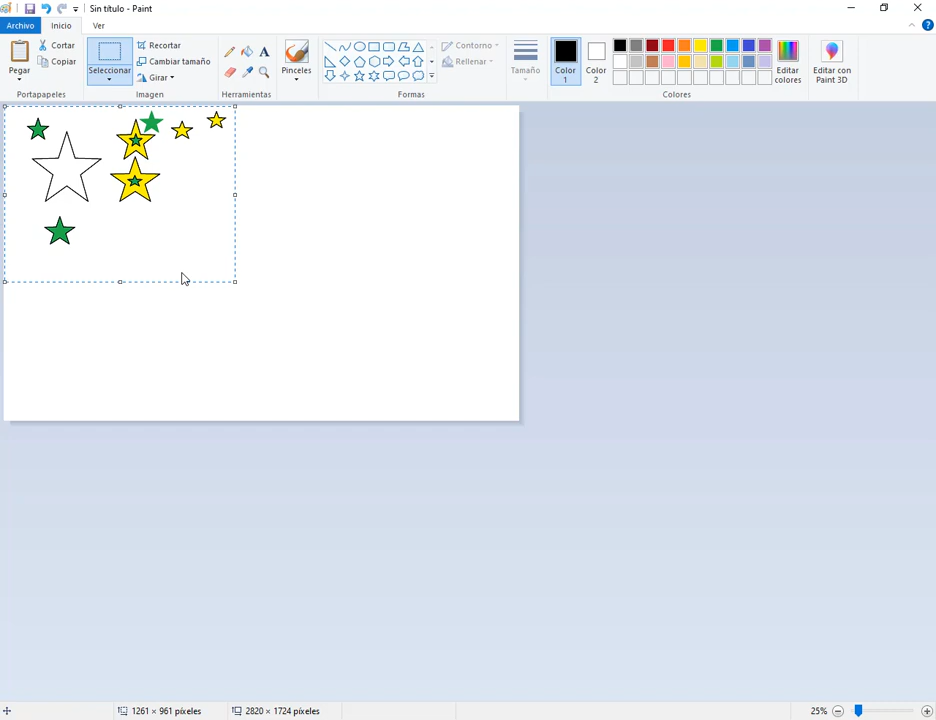 Sin título - Paint
Archivo Inicio Ver
Pegar
Cortar
Copiar
Portapapeles
Seleccionar
Recortar
Cambiar tamaño
Girar
Imagen
Herramientas
Pinceles
Contorno
Rellenar
Formas
Tamaño
Color
1
Color
2
Editar
colores
Colores
Editar con
Paint 3D
1261 × 961 píxeles 2820 × 1724 píxeles 25%